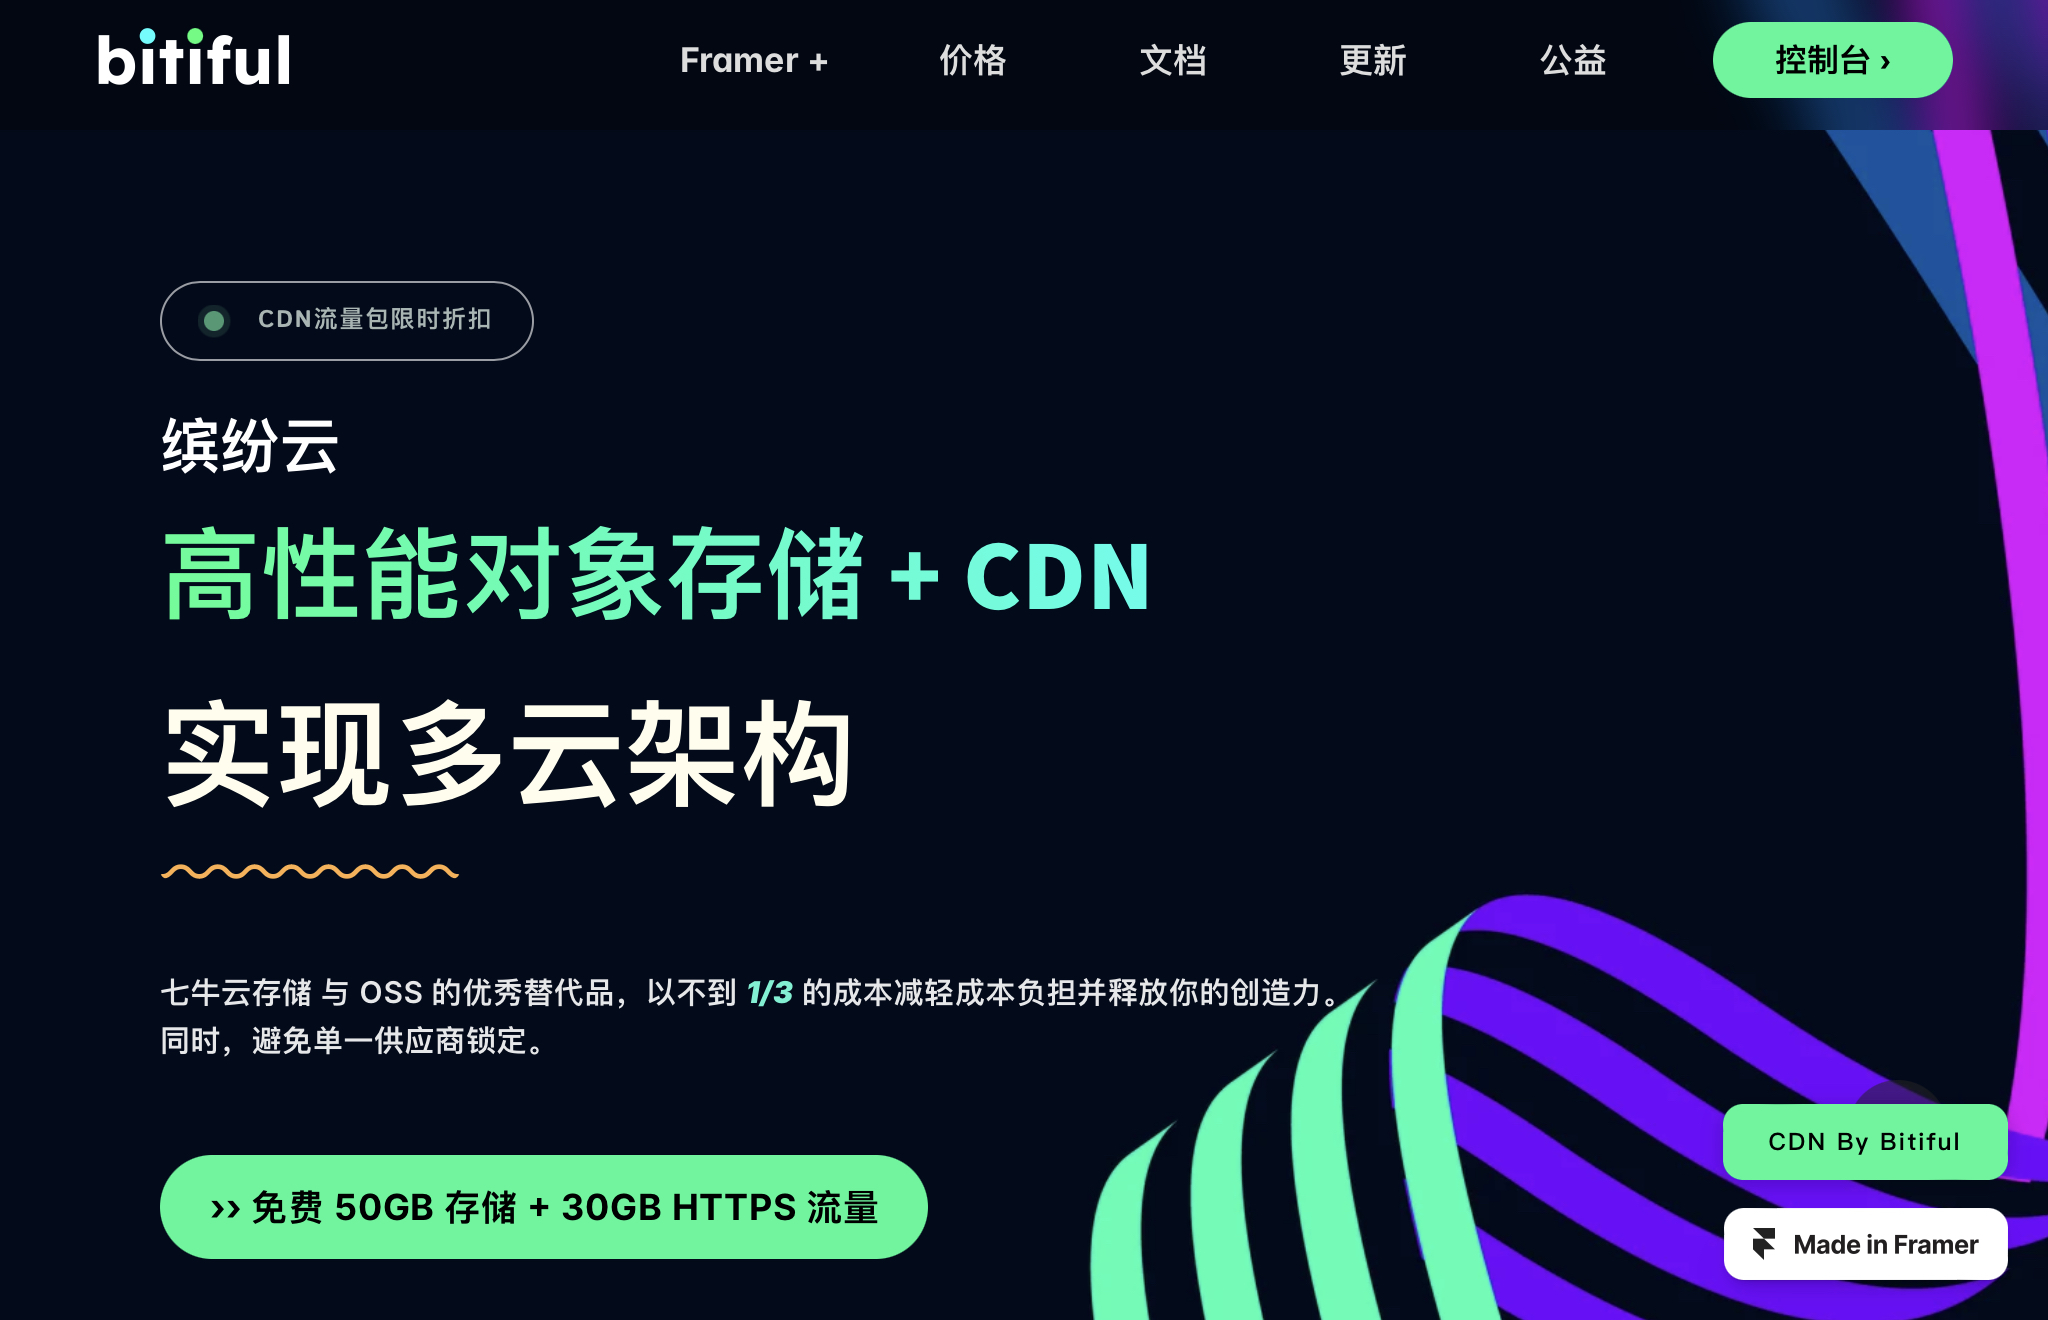 bitiful
Framer +
价格
文档
更新
公益
控制台 ›
CDN流量包限时折扣
缤纷云
高性能对象存储 + CDN
实现多云架构
七牛云存储 与 OSS 的优秀替代品，以不到 1/3 的成本减轻成本负担并释放你的创造力。
同时，避免单一供应商锁定。
›› 免费 50GB 存储 + 30GB HTTPS 流量
CDN By Bitiful
Made in Framer